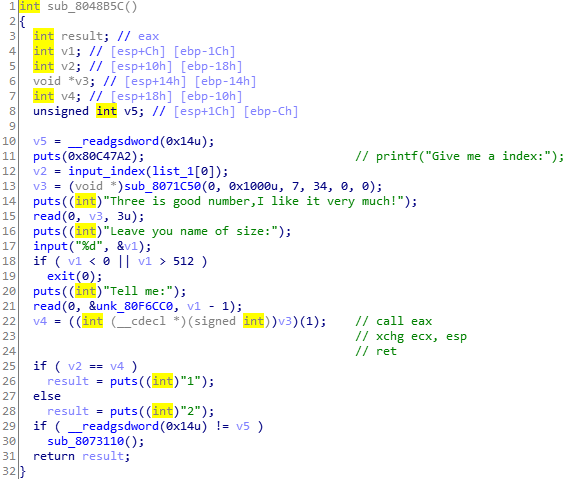 1 int sub_8048B5C()
2 {
3 int result; // eax
4 int v1; // [esp+Ch] [ebp-1Ch]
5 int v2; // [esp+10h] [ebp-18h]
6 void *v3; // [esp+14h] [ebp-14h]
7 int v4; // [esp+18h] [ebp-10h]
8 unsigned int v5; // [esp+1Ch] [ebp-Ch]
9
10 v5 = __readgsdword(0x14u);
11 puts(0x80C47A2); // printf("Give me a index:");
12 v2 = input_index(list_1[0]);
13 v3 = (void *)sub_8071C50(0, 0x1000u, 7, 34, 0, 0);
14 puts((int)"Three is good number,I like it very much!");
15 read(0, v3, 3u);
16 puts((int)"Leave you name of size:");
17 input("%d", &v1);
18 if ( v1 < 0 || v1 > 512 )
19 exit(0);
20 puts((int)"Tell me:");
21 read(0, &unk_80F6CC0, v1 - 1);
22 v4 = ((int (__cdecl *)(signed int))v3)(1); // call eax
23 // xchg ecx, esp
24 // ret
25 if ( v2 == v4 )
26 result = puts((int)"1");
27 else
28 result = puts((int)"2");
29 if ( __readgsdword(0x14u) != v5 )
30 sub_8073110();
31 return result;
32 }